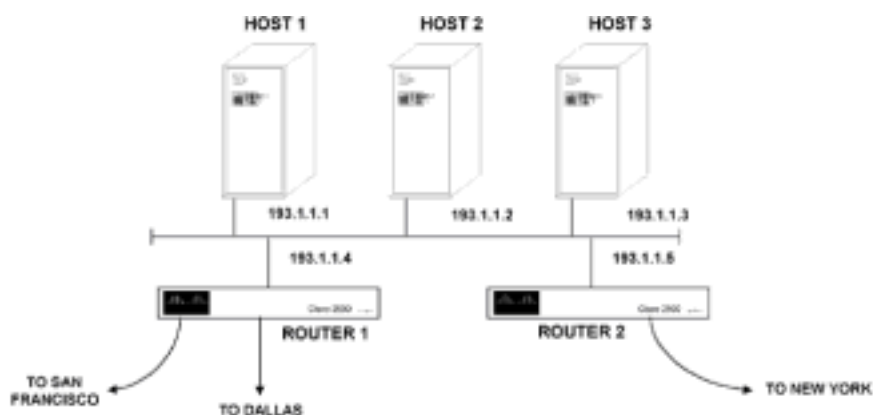 HOST 1
HOST 2
HOST 3
193.1.1.1
193.1.1.2
193.1.1.3
193.1.1.4
193.1.1.5
ROUTER 1
ROUTER 2
TO SAN
FRANCISCO
TO DALLAS
TO NEW YORK